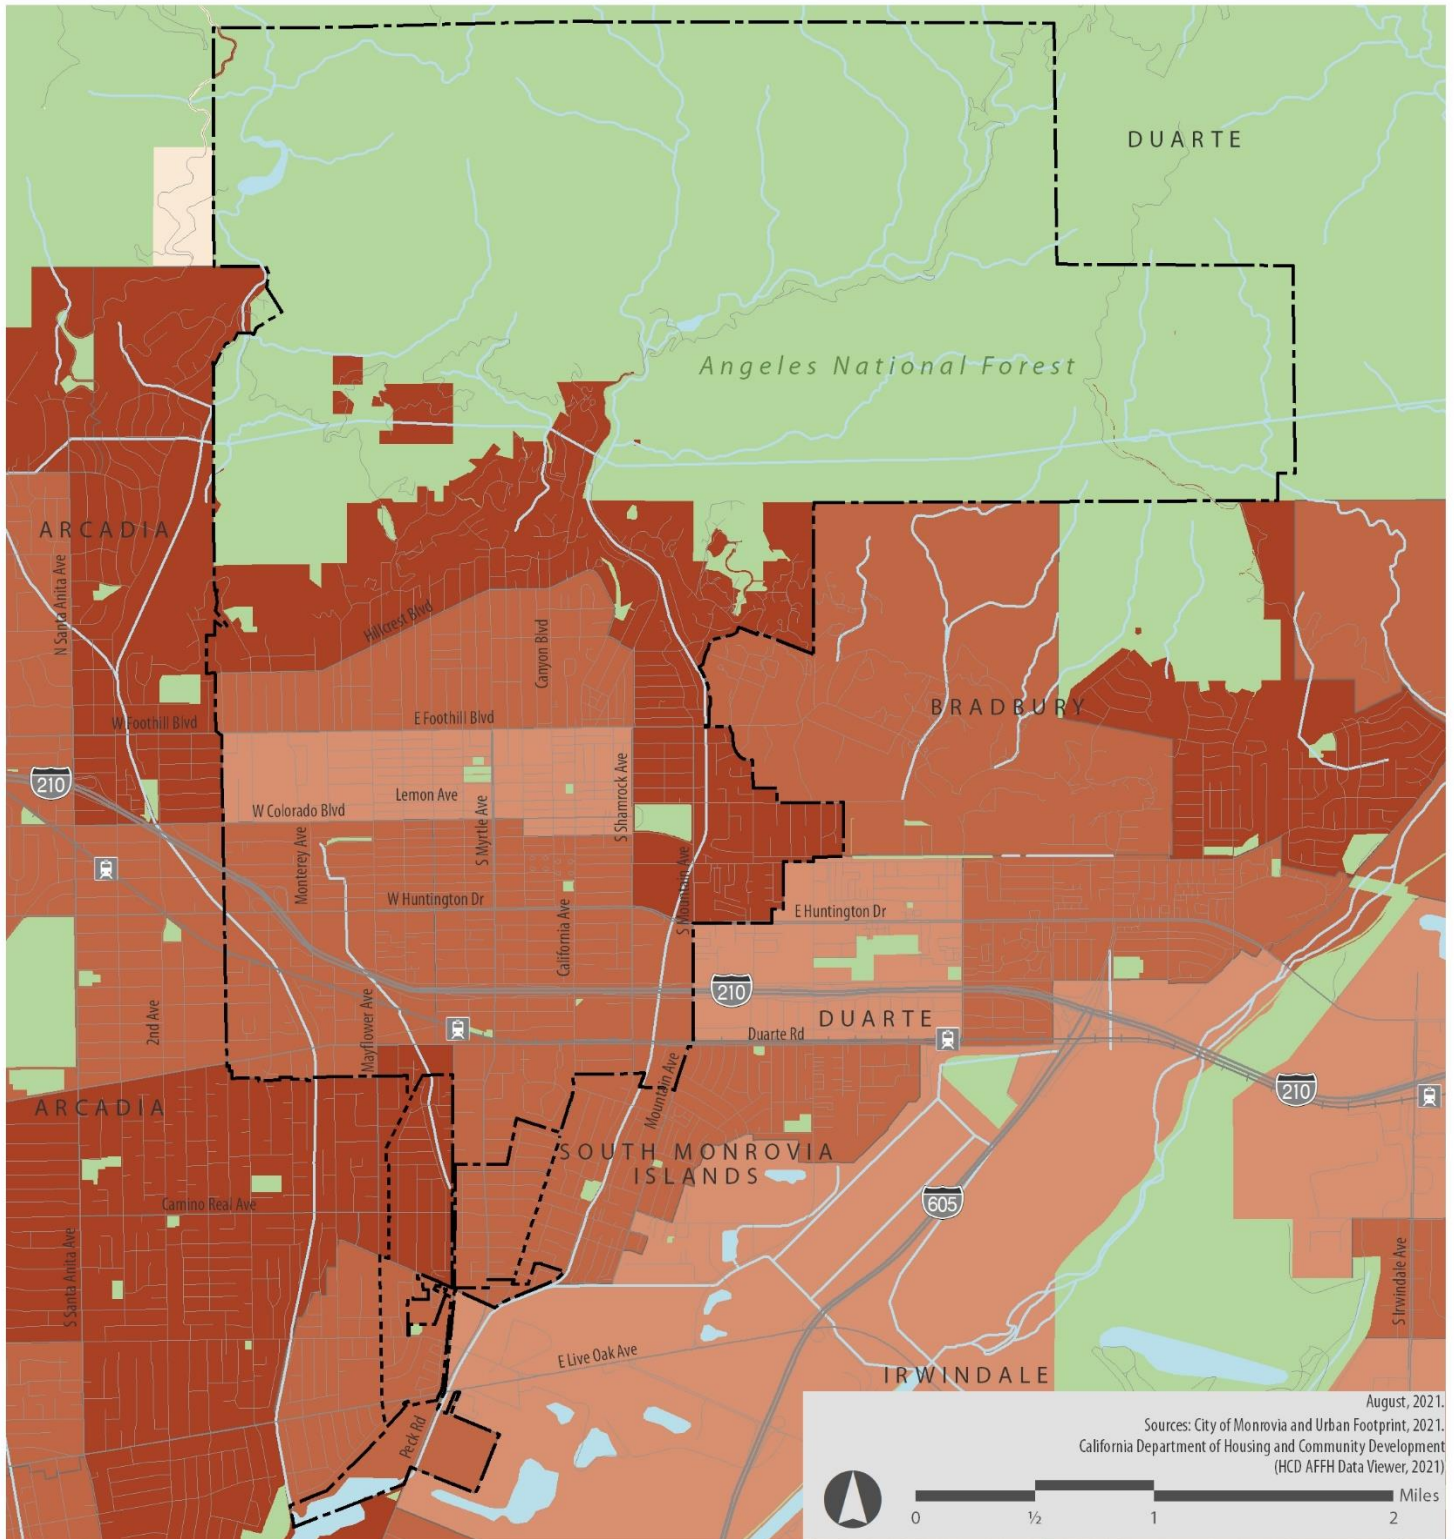 DUARTE
Angeles National Forest
ARCADIA
N Santa Anita Ave
Hillcrest Blvd
Canyon Blvd
BRADBURY
W Foothill Blvd
E Foothill Blvd
210
Lemon Ave
W Colorado Blvd
S Myrtle Ave
S Shamrock Ave
Monterey Ave
W Huntington Dr
California Ave
S Mountain Ave
E Huntington Dr
210
2nd Ave
Mayflower Ave
DUARTE
Duarte Rd
210
ARCADIA
Mountain Ave
SOUTH MONROVIA
ISLANDS
Camino Real Ave
605
S Santa Anita Ave
S Irwindale Ave
E Live Oak Ave
IRWINDALE
Peck Rd
August, 2021.
Sources: City of Monrovia and Urban Footprint, 2021.
California Department of Housing and Community Development
(HCD AFFH Data Viewer, 2021)
Miles
0 ½ 1 2